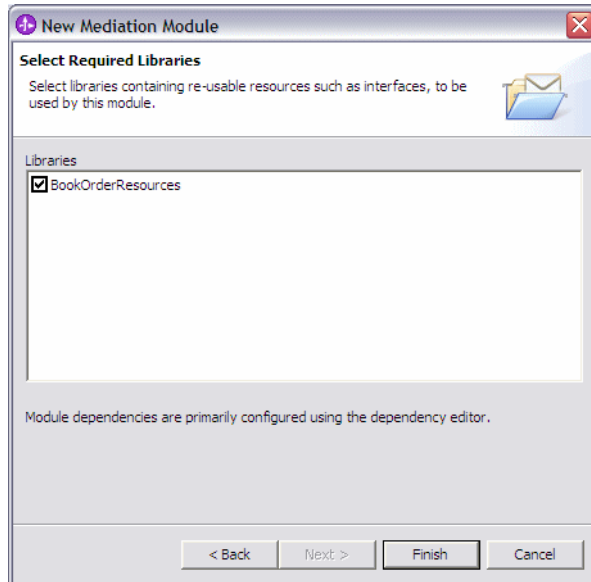 New Mediation Module
Select Required Libraries
Select libraries containing re-usable resources such as interfaces, to be
used by this module.
Libraries
BookOrderResources
Module dependencies are primarily configured using the dependency editor.
< Back
Next >
Finish
Cancel